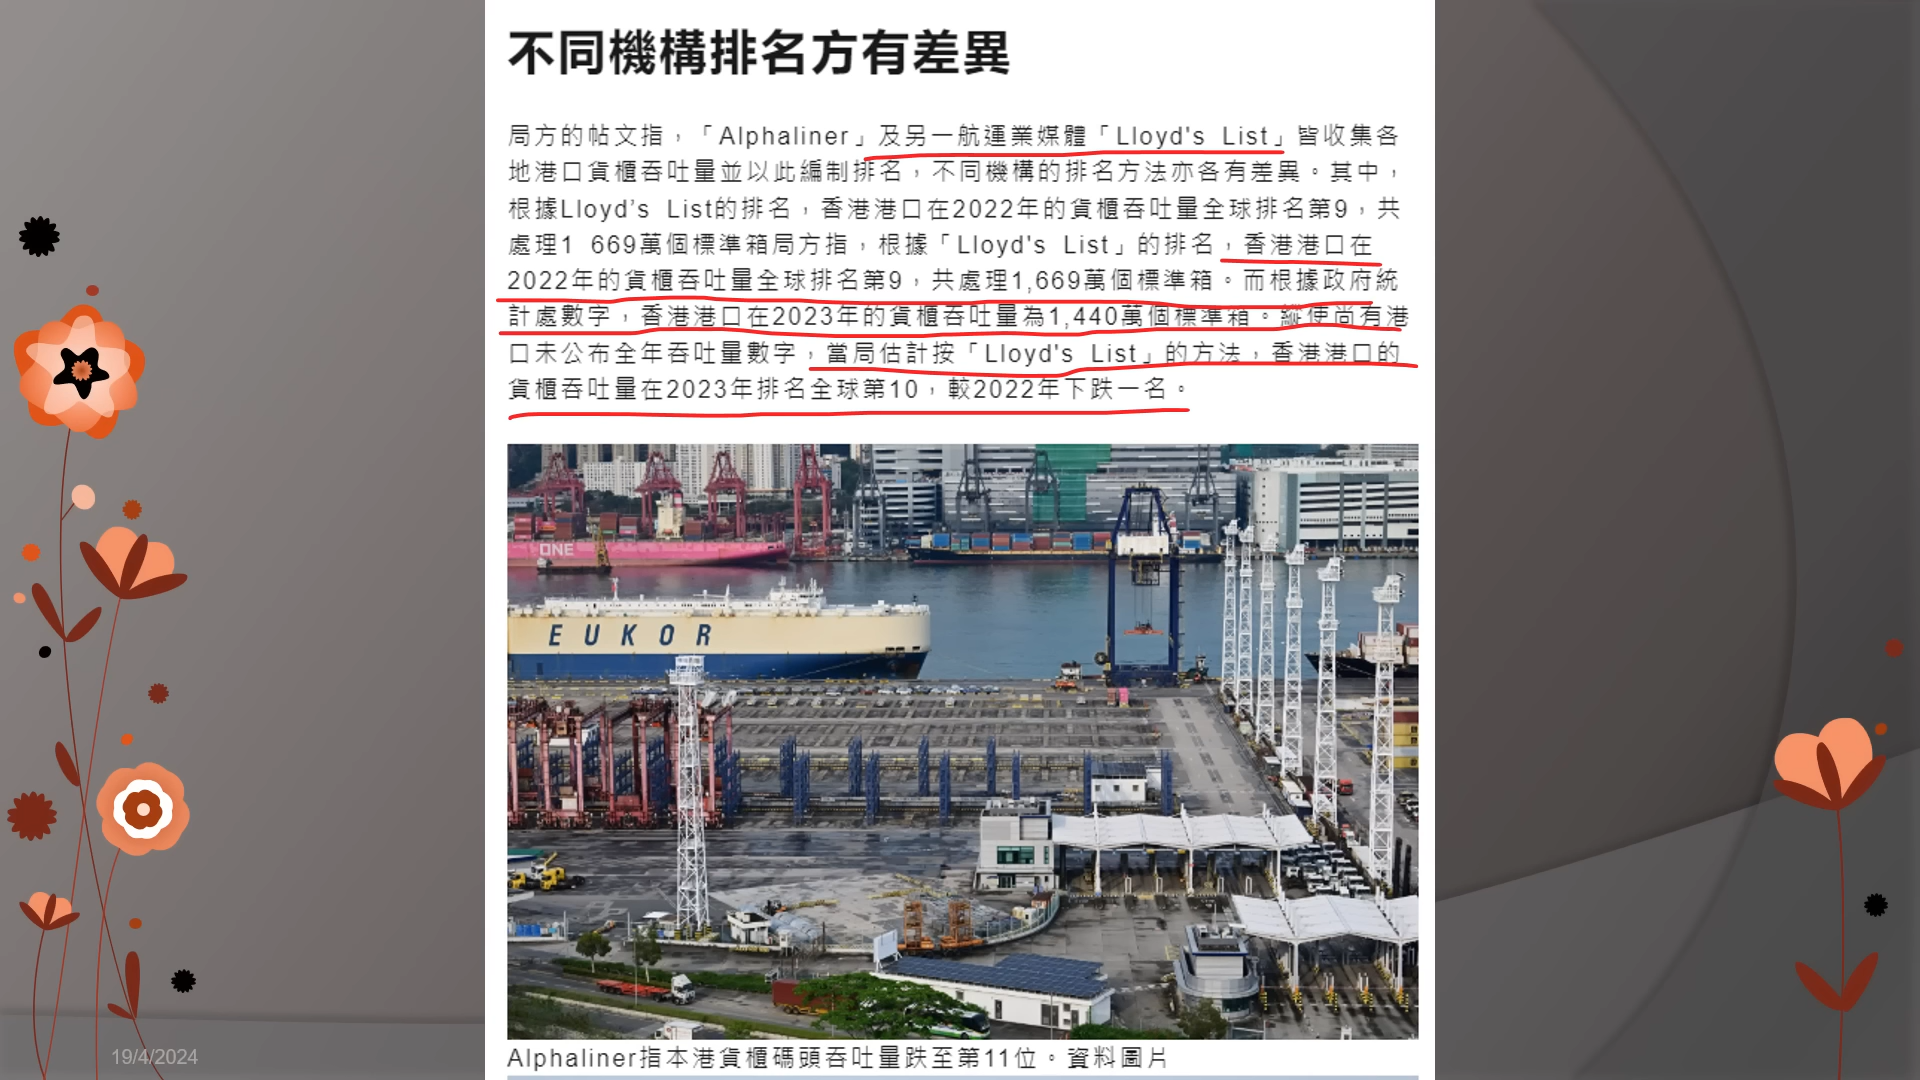 不同機構排名方有差異
局方的帖文指，「Alphaliner」及另一航運業媒體「Lloyd's List」皆收集各
地港口貨櫃吞吐量並以此編制排名，不同機構的排名方法亦各有差異。其中，
根據Lloyd’s List的排名，香港港口在2022年的貨櫃吞吐量全球排名第9，共
處理1 669萬個標準箱局方指，根據「Lloyd's List」的排名，香港港口在
2022年的貨櫃吞吐量全球排名第9，共處理1,669萬個標準箱。而根據政府統
計處數字，香港港口在2023年的貨櫃吞吐量為1,440萬個標準箱。縱使尚有港
口未公布全年吞吐量數字，當局估計按「Lloyd's List」的方法，香港港口的
貨櫃吞吐量在2023年排名全球第10，較2022年下跌一名。
ONE
EUKOR
Alphaliner指本港貨櫃碼頭吞吐量跌至第11位。資料圖片
19/4/2024